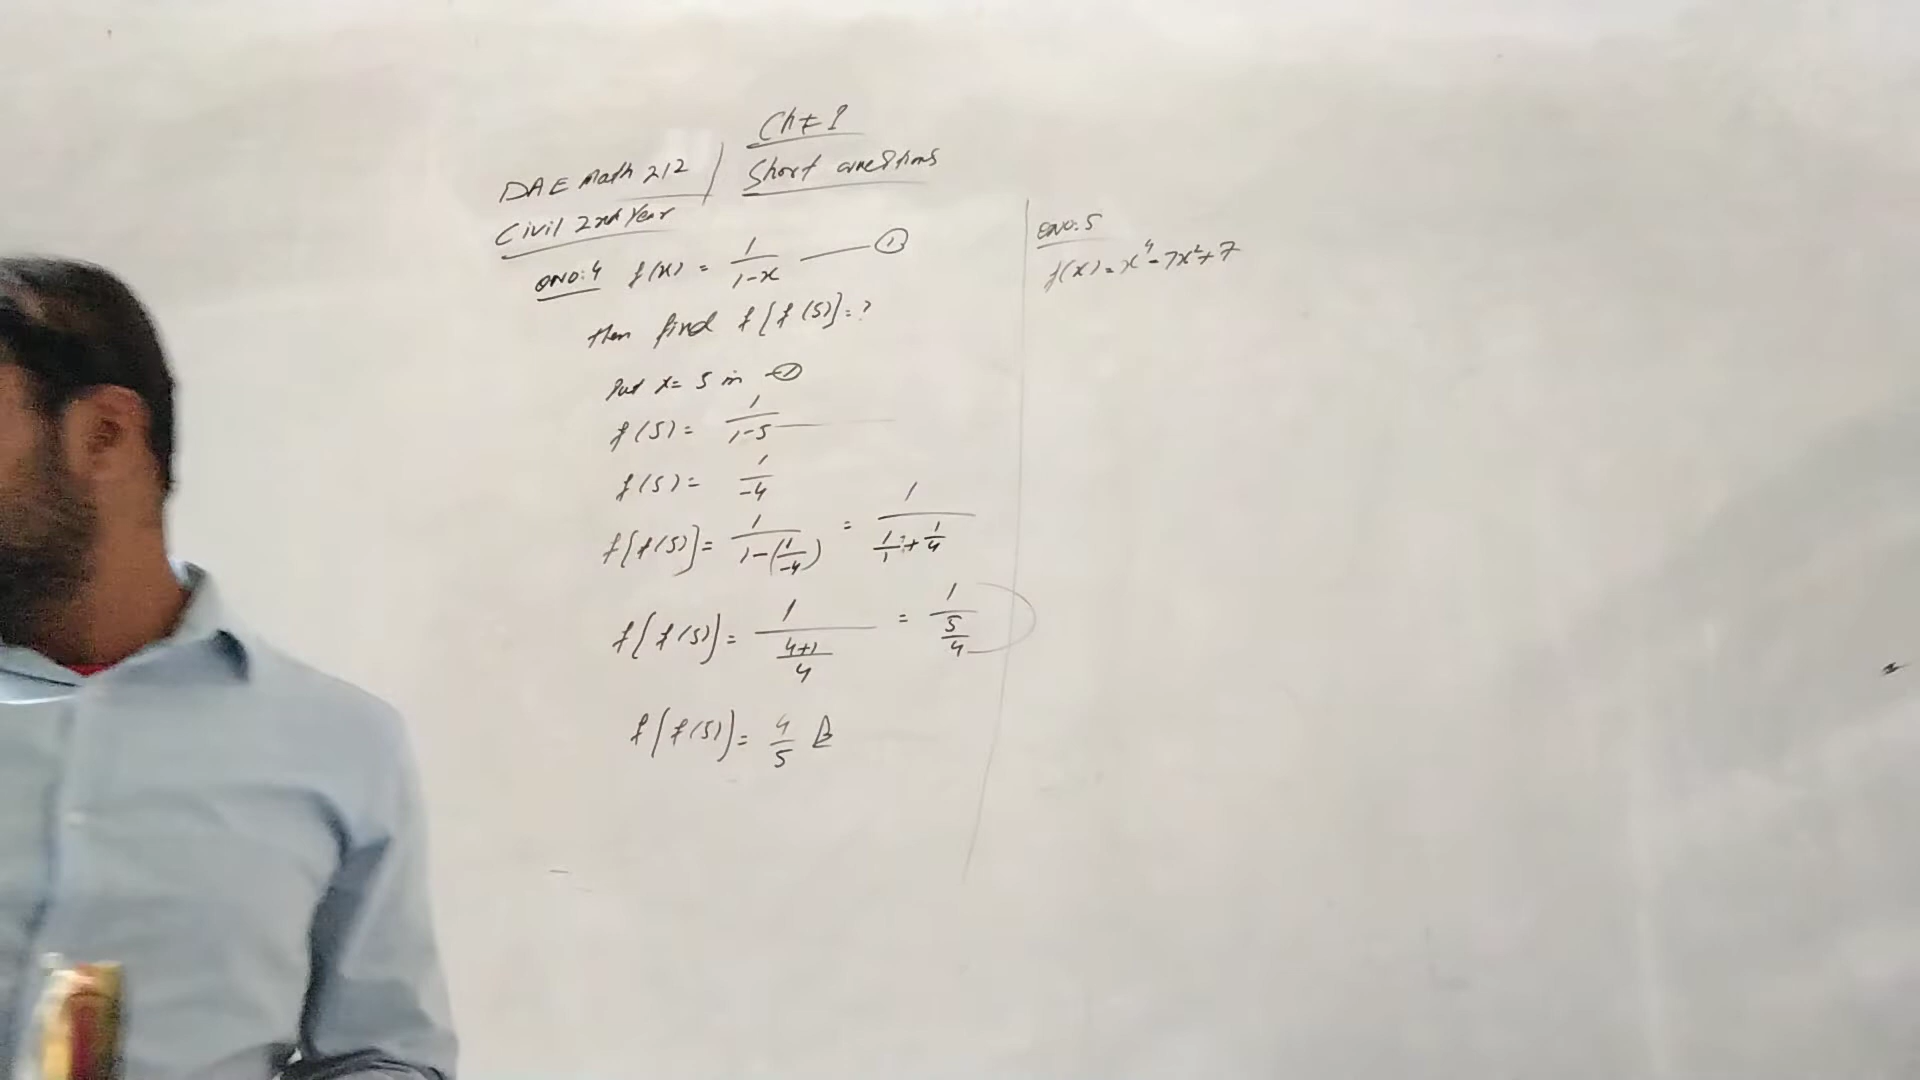 Ch # 1
DAE Math 212 / Short questions
Civil 2nd Year
QNO: 4 f(x) = 1/(1-x) —— ①
then find f[f(5)] = ?
Put x = 5 in ①
f(5) = 1/(1-5)
f(5) = 1/-4
f[f(5)] = 1/(1-(1/-4)) = 1/(1/1 + 1/4)
f[f(5)] = 1/((4+1)/4) = 1/(5/4)
f[f(5)] = 4/5
QNO: 5
f(x) = x⁴ - 7x² + 7